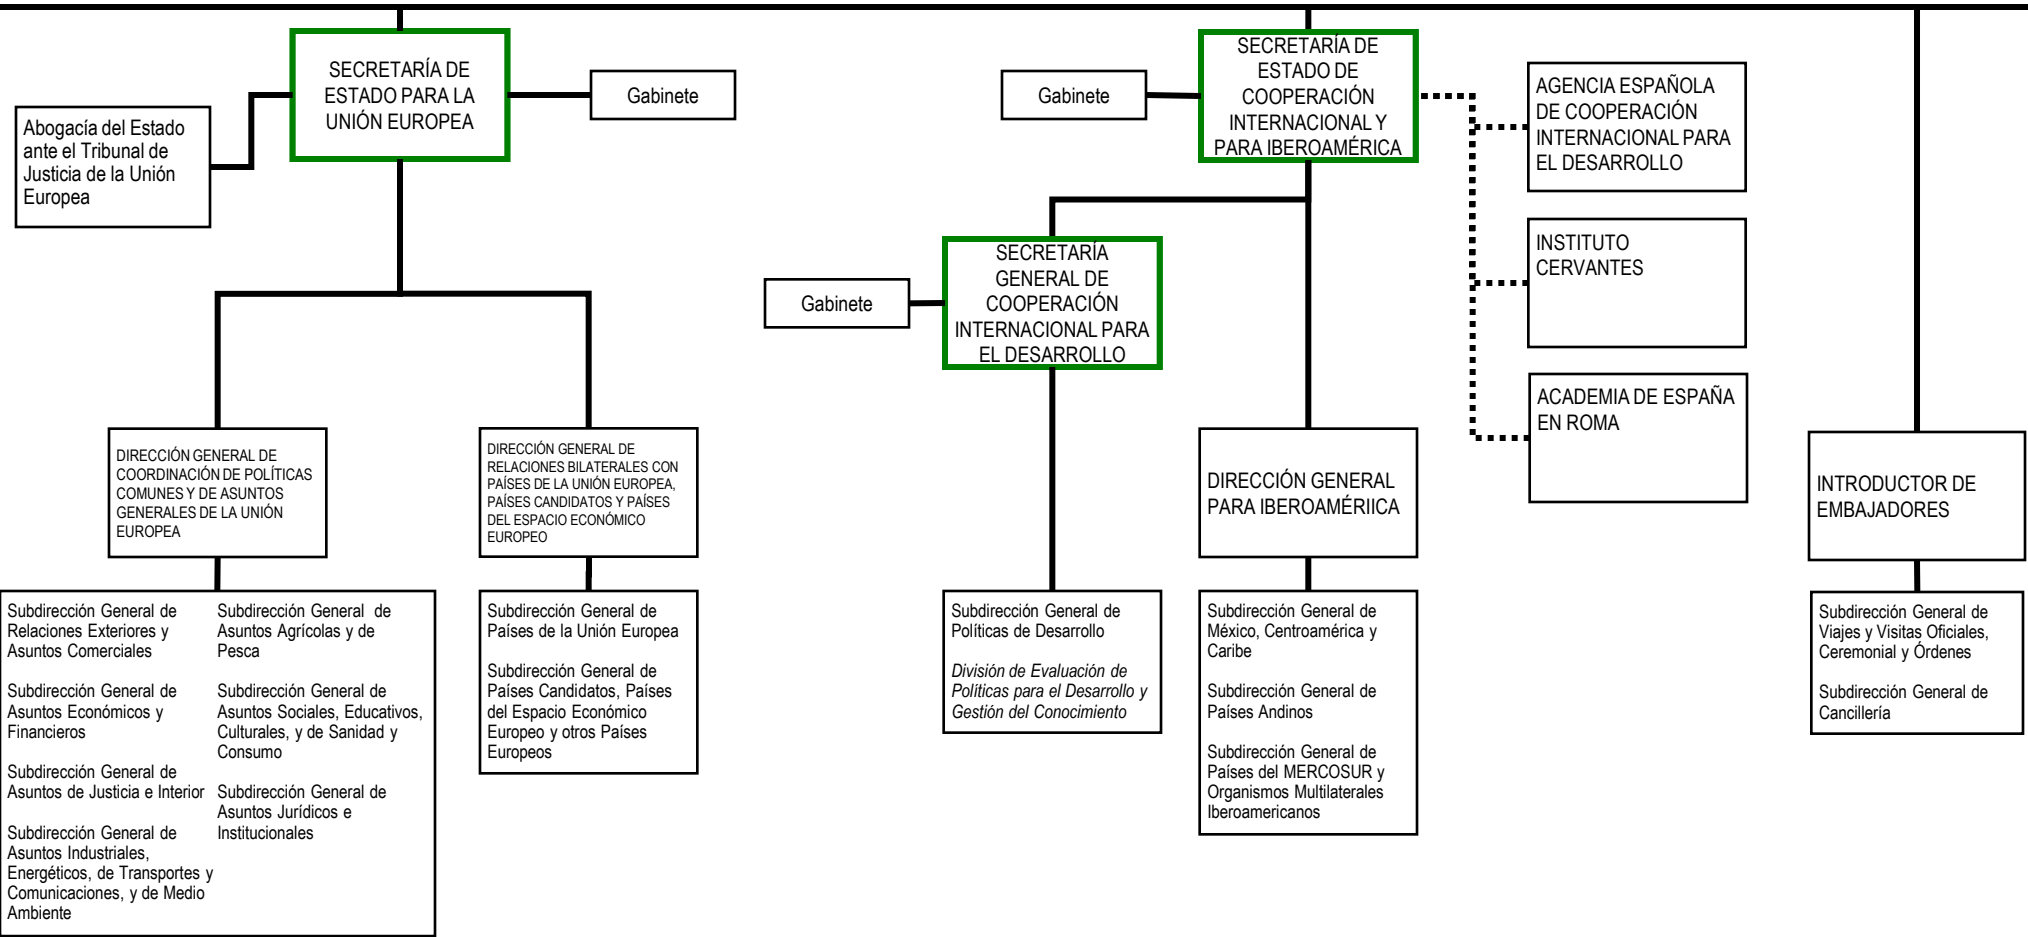 SECRETARÍA DE
ESTADO PARA LA
UNIÓN EUROPEA
Gabinete
Abogacía del Estado
ante el Tribunal de
Justicia de la Unión
Europea
Gabinete
SECRETARÍA DE
ESTADO DE
COOPERACIÓN
INTERNACIONAL Y
PARA IBEROAMÉRICA
AGENCIA ESPAÑOLA
DE COOPERACIÓN
INTERNACIONAL PARA
EL DESARROLLO
INSTITUTO
CERVANTES
ACADEMIA DE ESPAÑA
EN ROMA
Gabinete
SECRETARÍA
GENERAL DE
COOPERACIÓN
INTERNACIONAL PARA
EL DESARROLLO
DIRECCIÓN GENERAL DE
COORDINACIÓN DE POLÍTICAS
COMUNES Y DE ASUNTOS
GENERALES DE LA UNIÓN
EUROPEA
DIRECCIÓN GENERAL DE
RELACIONES BILATERALES CON
PAÍSES DE LA UNIÓN EUROPEA,
PAÍSES CANDIDATOS Y PAÍSES
DEL ESPACIO ECONÓMICO
EUROPEO
DIRECCIÓN GENERAL
PARA IBEROAMÉRIICA
INTRODUCTOR DE
EMBAJADORES
Subdirección General de
Relaciones Exteriores y
Asuntos Comerciales
Subdirección General de
Asuntos Económicos y
Financieros
Subdirección General de
Asuntos de Justicia e Interior
Subdirección General de
Asuntos Industriales,
Energéticos, de Transportes y
Comunicaciones, y de Medio
Ambiente
Subdirección General de
Asuntos Agrícolas y de
Pesca
Subdirección General de
Asuntos Sociales, Educativos,
Culturales, y de Sanidad y
Consumo
Subdirección General de
Asuntos Jurídicos e
Institucionales
Subdirección General de
Países de la Unión Europea
Subdirección General de
Países Candidatos, Países
del Espacio Económico
Europeo y otros Países
Europeos
Subdirección General de
Políticas de Desarrollo
División de Evaluación de
Políticas para el Desarrollo y
Gestión del Conocimiento
Subdirección General de
México, Centroamérica y
Caribe
Subdirección General de
Países Andinos
Subdirección General de
Países del MERCOSUR y
Organismos Multilaterales
Iberoamericanos
Subdirección General de
Viajes y Visitas Oficiales,
Ceremonial y Órdenes
Subdirección General de
Cancillería